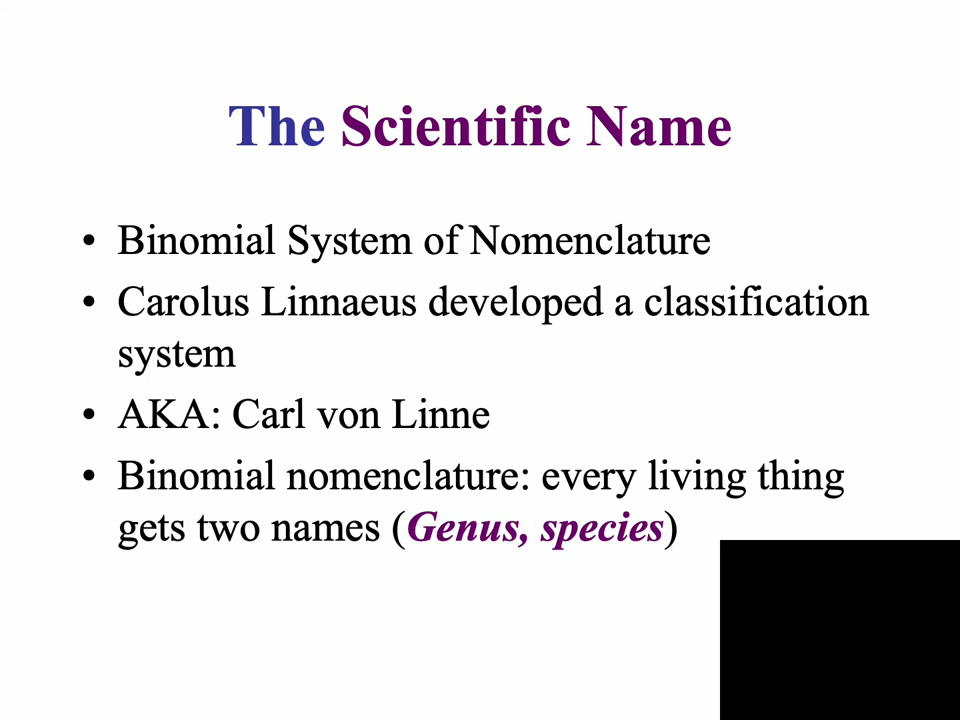 The Scientific Name
• Binomial System of Nomenclature
• Carolus Linnaeus developed a classification
system
• AKA: Carl von Linne
• Binomial nomenclature: every living thing
gets two names (Genus, species)